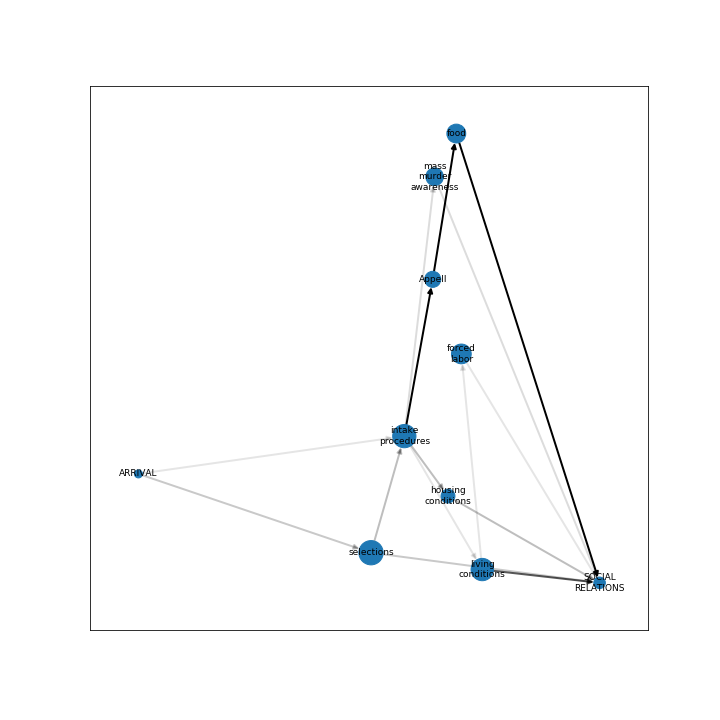 food
mass
murder
awareness
Appell
forced
labor
intake
procedures
ARRIVAL
housing
conditions
selections
living
conditions
SOCIAL
RELATIONS